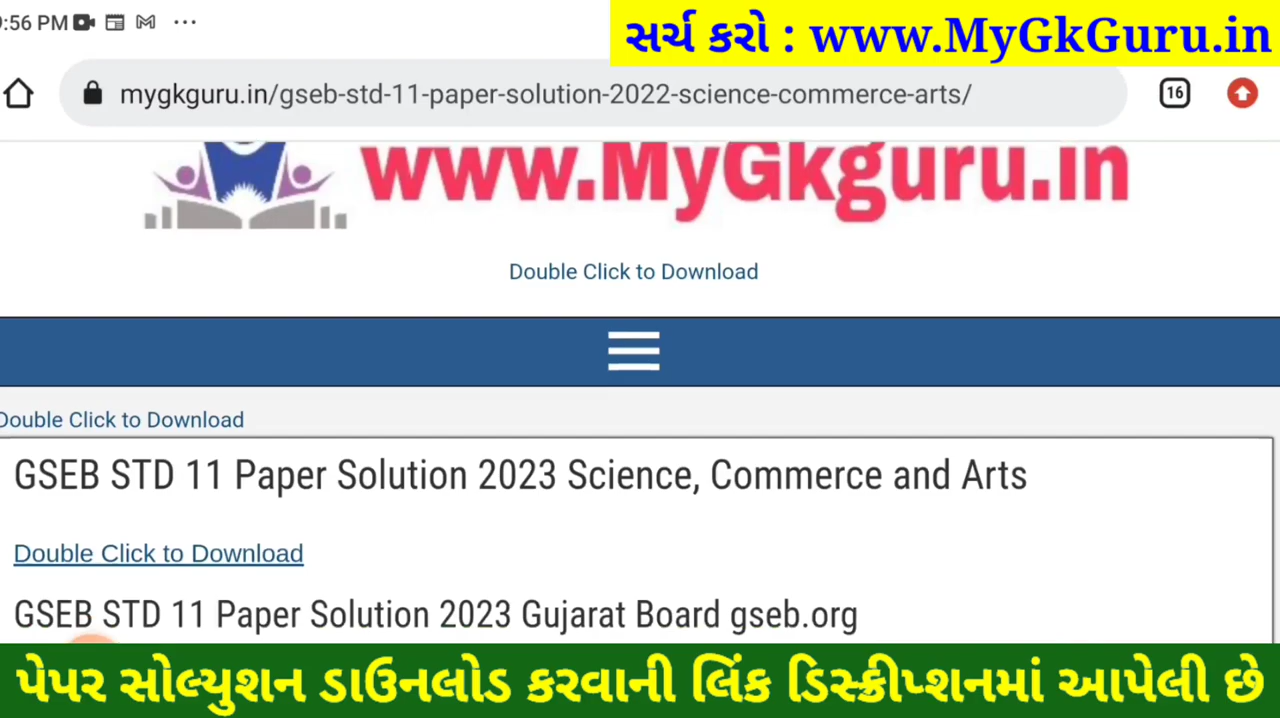 :56 PM
સર્ચ કરો : www.MyGkGuru.in
mygkguru.in/gseb-std-11-paper-solution-2022-science-commerce-arts/
16
www.MyGkguru.in
Double Click to Download
Double Click to Download
GSEB STD 11 Paper Solution 2023 Science, Commerce and Arts
Double Click to Download
GSEB STD 11 Paper Solution 2023 Gujarat Board gseb.org
પેપર સોલ્યુશન ડાઉનલોડ કરવાની લિંક ડિસ્ક્રીપ્શનમાં આપેલી છે